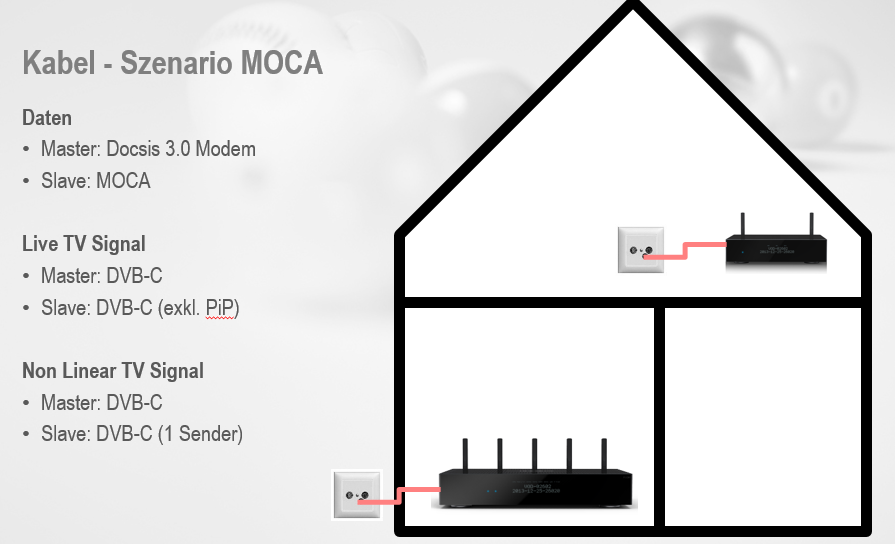 Kabel - Szenario MOCA
Daten
• Master: Docsis 3.0 Modem
• Slave: MOCA
Live TV Signal
• Master: DVB-C
• Slave: DVB-C (exkl. PiP)
Non Linear TV Signal
• Master: DVB-C
• Slave: DVB-C (1 Sender)